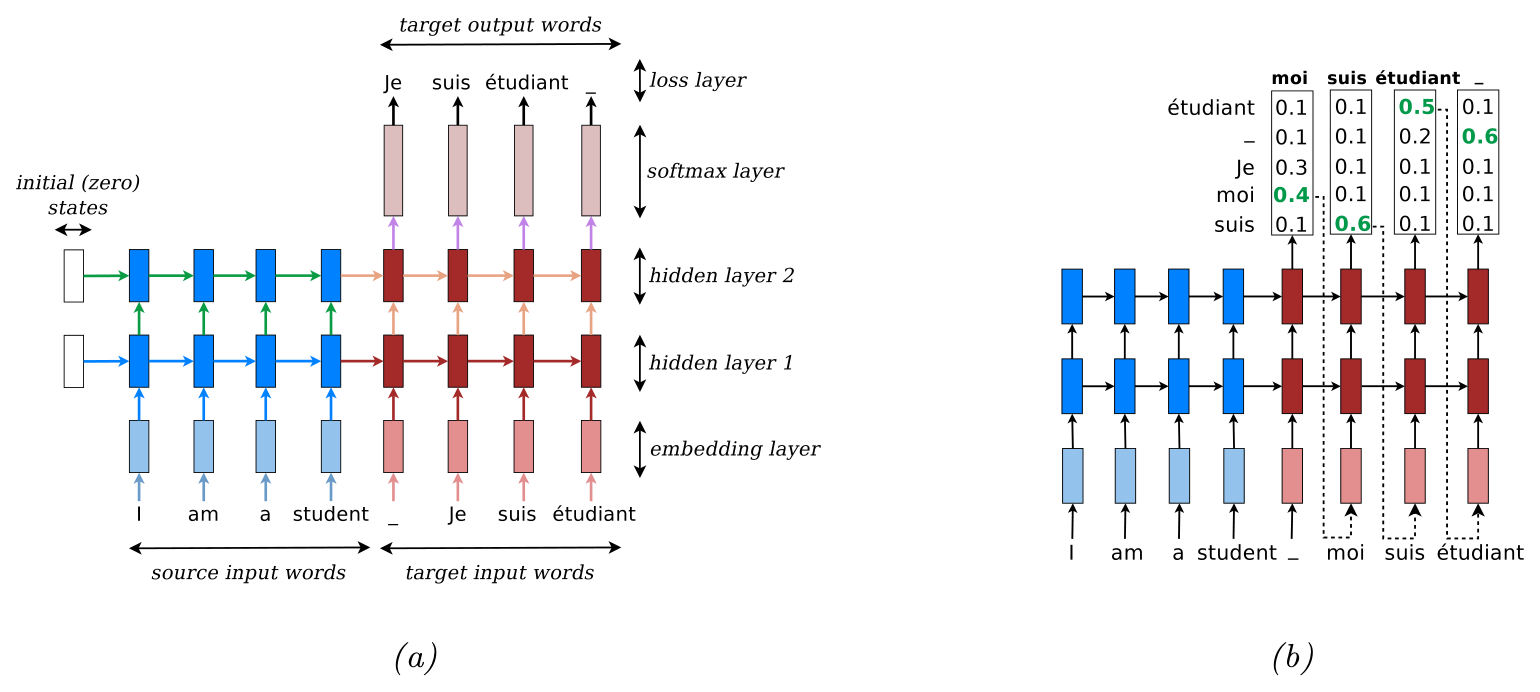 target output words
Je suis étudiant _
loss layer
softmax layer
initial (zero)
states
hidden layer 2
hidden layer 1
embedding layer
I am a student _ Je suis étudiant
source input words
target input words
(a)
moi suis étudiant _
étudiant 0.1 0.1 0.5 0.1
_ 0.1 0.1 0.2 0.6
Je 0.3 0.1 0.1 0.1
moi 0.4 0.1 0.1 0.1
suis 0.1 0.6 0.1 0.1
I am a student _ moi suis étudiant
(b)